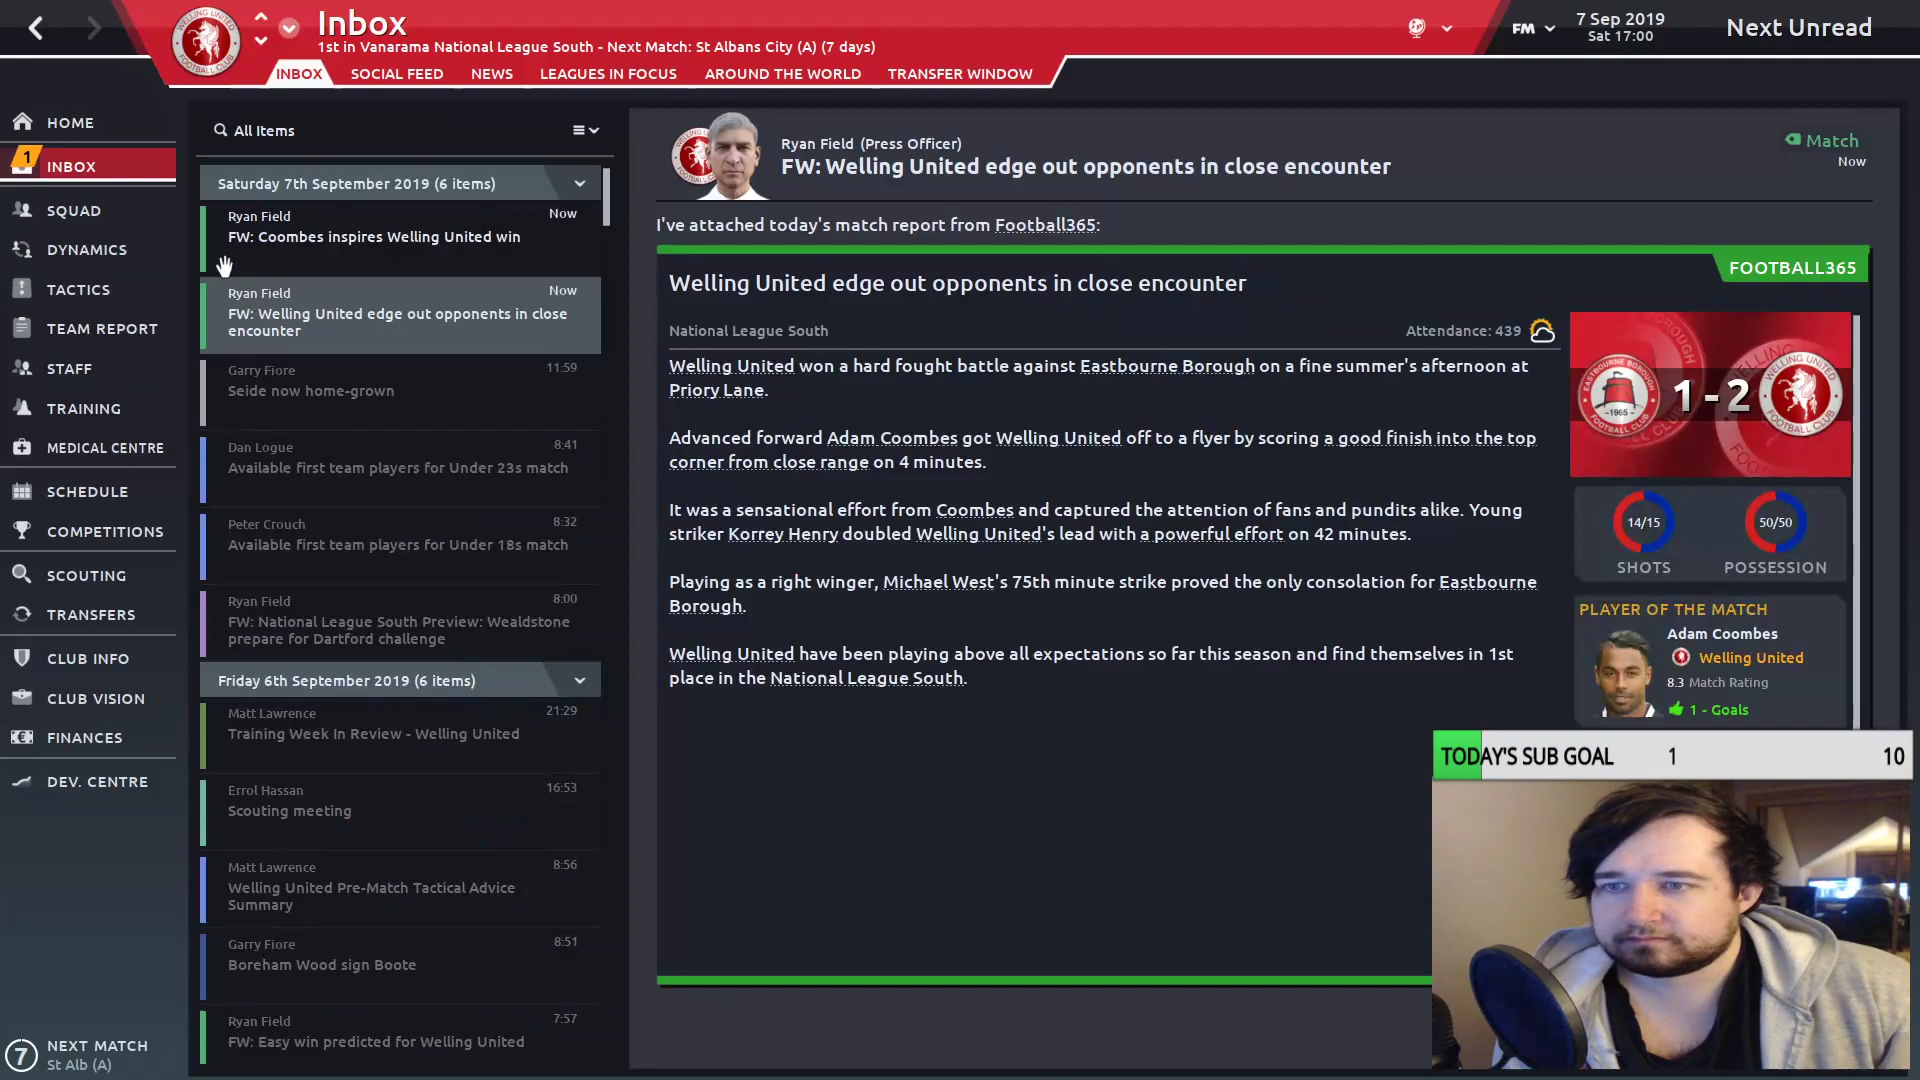 Inbox
1st in Vanarama National League South - Next Match: St Albans City (A) (7 days)
FM
7 Sep 2019
Sat 17:00
Next Unread
INBOX
SOCIAL FEED
NEWS
LEAGUES IN FOCUS
AROUND THE WORLD
TRANSFER WINDOW
HOME
1
INBOX
SQUAD
DYNAMICS
TACTICS
TEAM REPORT
STAFF
TRAINING
MEDICAL CENTRE
SCHEDULE
COMPETITIONS
SCOUTING
TRANSFERS
CLUB INFO
CLUB VISION
FINANCES
DEV. CENTRE
7
NEXT MATCH
St Alb (A)
All Items
Saturday 7th September 2019 (6 items)
Ryan Field
Now
FW: Coombes inspires Welling United win
Ryan Field
Now
FW: Welling United edge out opponents in close
encounter
Garry Fiore
11:59
Seide now home-grown
Dan Logue
8:41
Available first team players for Under 23s match
Peter Crouch
8:32
Available first team players for Under 18s match
Ryan Field
8:00
FW: National League South Preview: Wealdstone
prepare for Dartford challenge
Friday 6th September 2019 (6 items)
Matt Lawrence
21:29
Training Week In Review - Welling United
Errol Hassan
16:53
Scouting meeting
Matt Lawrence
8:56
Welling United Pre-Match Tactical Advice
Summary
Garry Fiore
8:51
Boreham Wood sign Boote
Ryan Field
7:57
FW: Easy win predicted for Welling United
Ryan Field (Press Officer)
FW: Welling United edge out opponents in close encounter
Match
Now
I've attached today's match report from Football365:
FOOTBALL365
Welling United edge out opponents in close encounter
National League South
Attendance: 439
Welling United won a hard fought battle against Eastbourne Borough on a fine summer's afternoon at
Priory Lane.
Advanced forward Adam Coombes got Welling United off to a flyer by scoring a good finish into the top
corner from close range on 4 minutes.
It was a sensational effort from Coombes and captured the attention of fans and pundits alike. Young
striker Korrey Henry doubled Welling United's lead with a powerful effort on 42 minutes.
Playing as a right winger, Michael West's 75th minute strike proved the only consolation for Eastbourne
Borough.
Welling United have been playing above all expectations so far this season and find themselves in 1st
place in the National League South.
1 - 2
14/15
SHOTS
50/50
POSSESSION
PLAYER OF THE MATCH
Adam Coombes
Welling United
8.3 Match Rating
1 - Goals
TODAY'S SUB GOAL
1
10